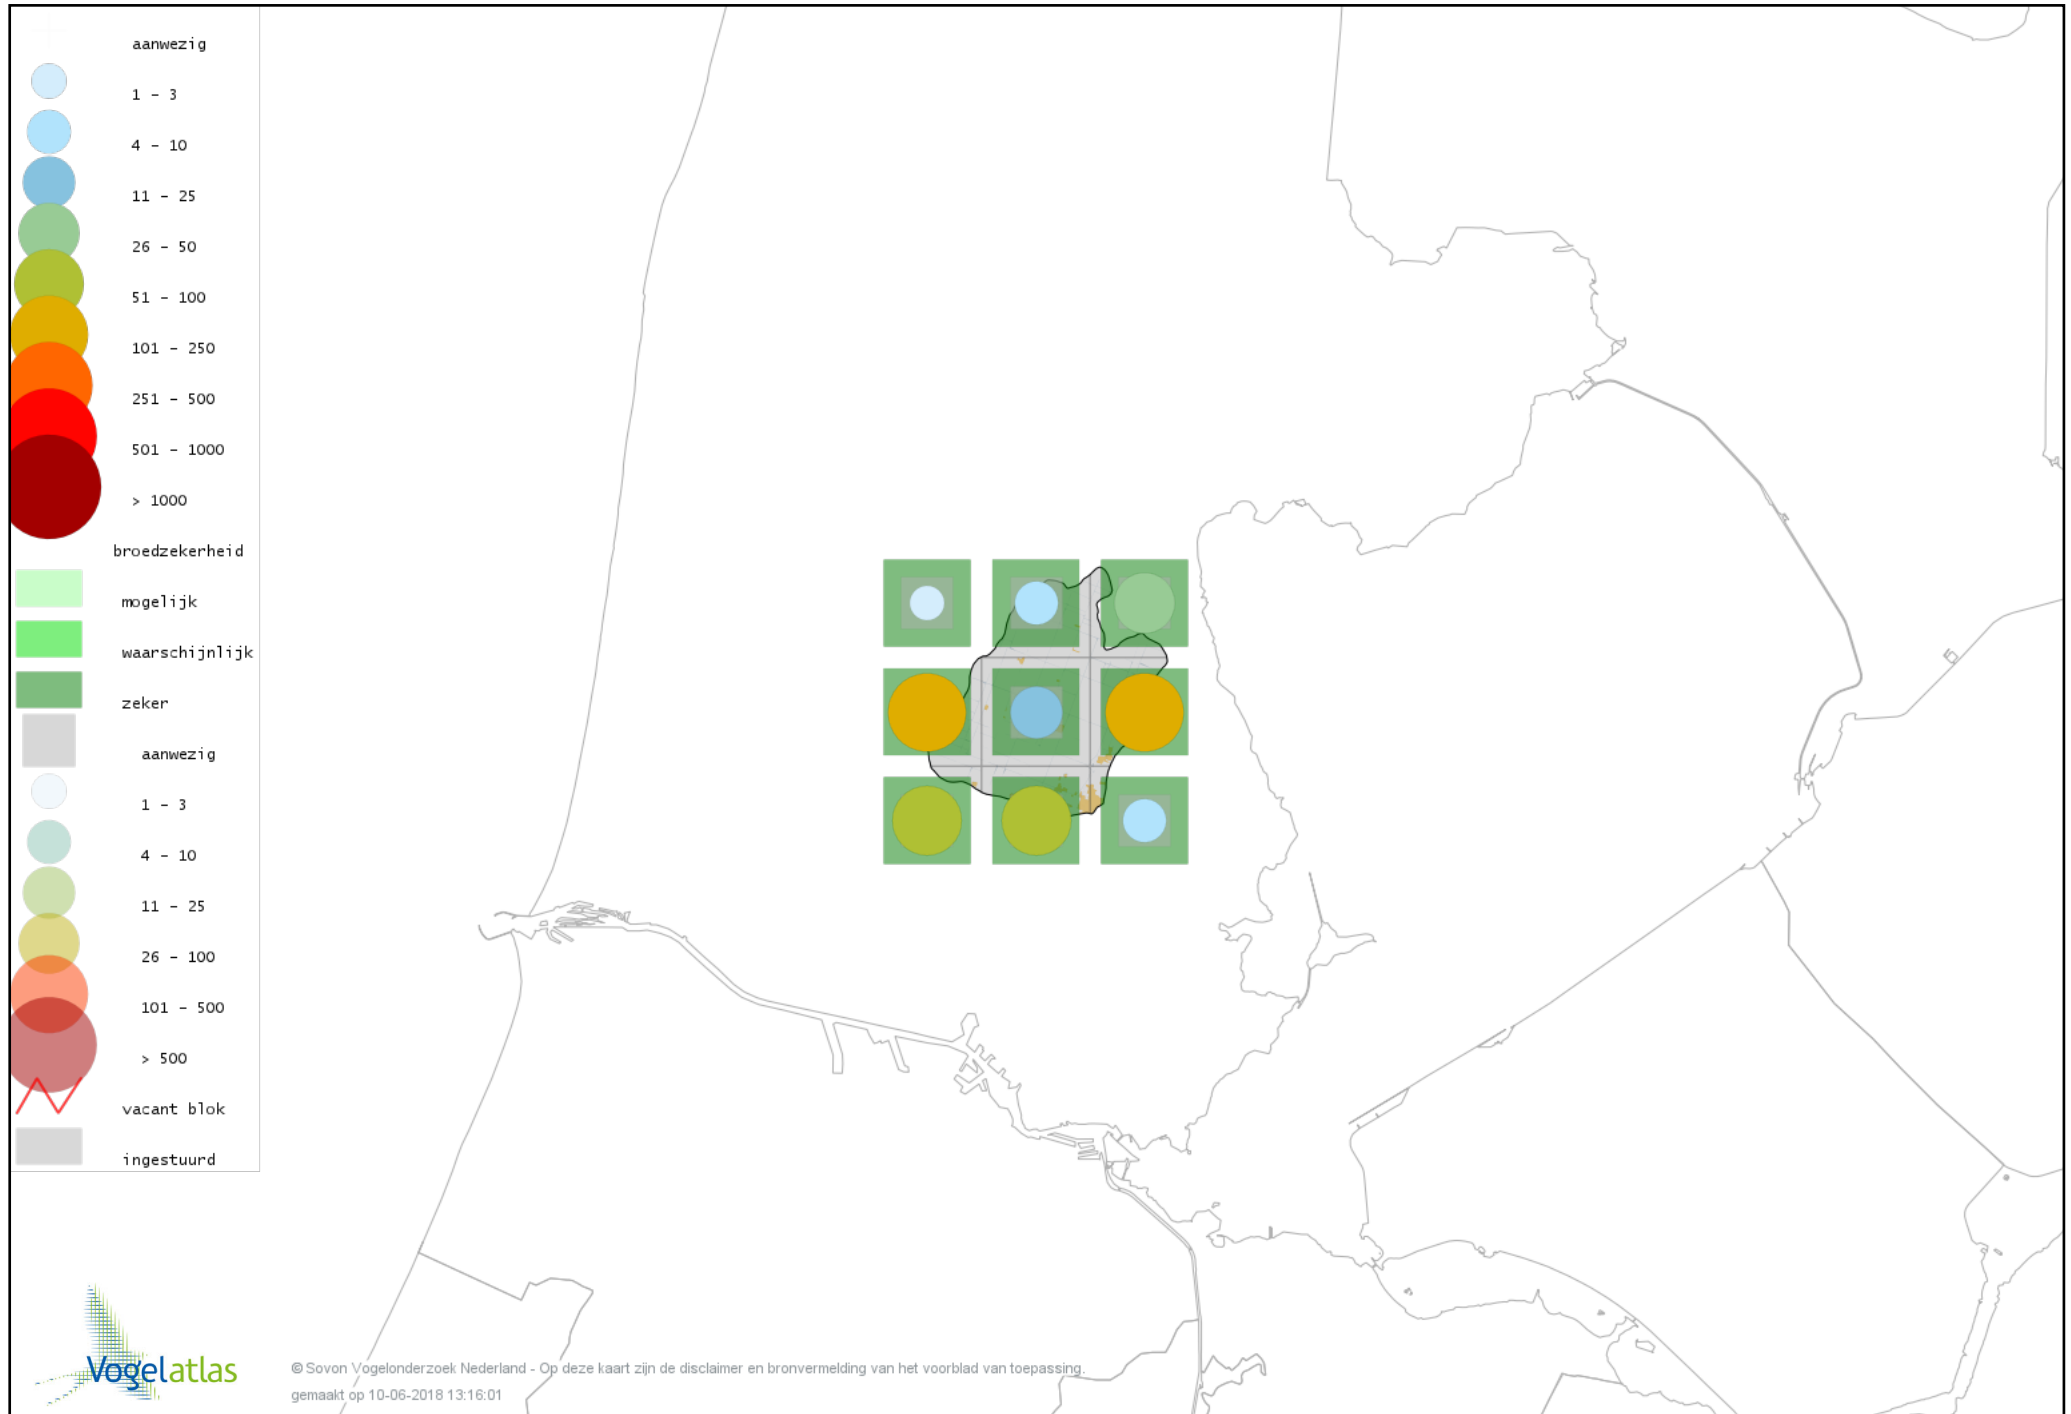 aanwezig
1 - 3
4 - 10
11 - 25
26 - 50
51 - 100
101 - 250
251 - 500
501 - 1000
> 1000
broedzekerheid
mogelijk
waarschijnlijk
zeker
aanwezig
1 - 3
4 - 10
11 - 25
26 - 100
101 - 500
> 500
vacant blok
ingestuurd
Vogelatlas
© Sovon Vogelonderzoek Nederland - Op deze kaart zijn de disclaimer en bronvermelding van het voorblad van toepassing.
gemaakt op 10-06-2018 13:16:01